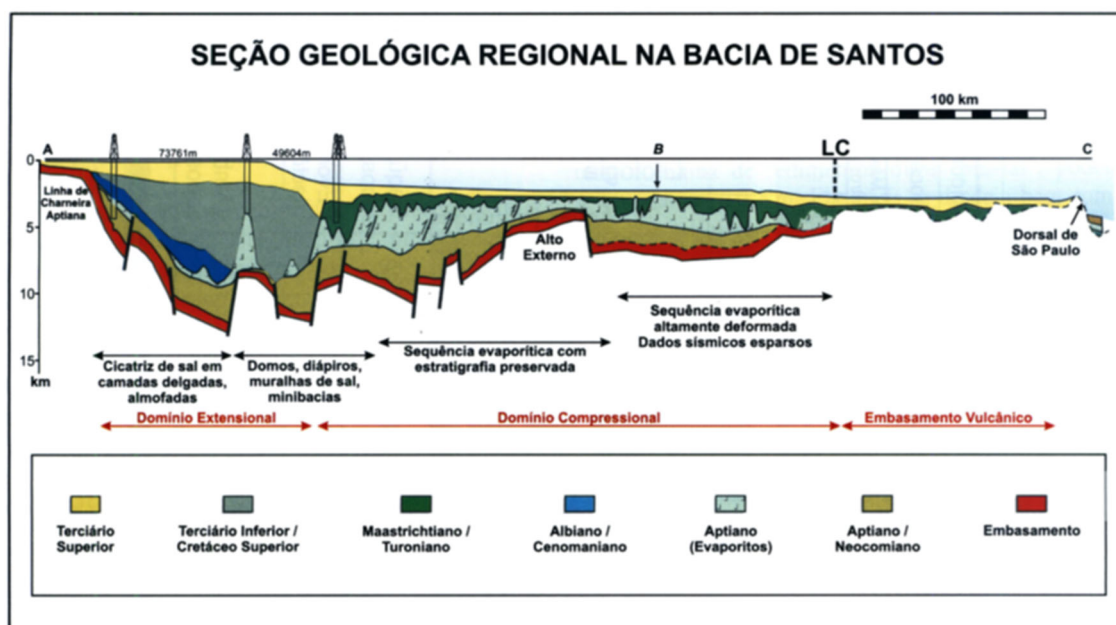 SEÇÃO GEOLÓGICA REGIONAL NA BACIA DE SANTOS
100 km
A
73761m
49604m
B
LC
C
0
Linha de
Charneira
Aptiana
5
10
15
km
Alto
Externo
Dorsal de
São Paulo
Cicatriz de sal em
camadas delgadas,
almofadas
Domos, diápiros,
muralhas de sal,
minibacias
Sequência evaporítica com
estratigrafia preservada
Sequência evaporítica
altamente deformada
Dados sísmicos esparsos
Domínio Extensional
Domínio Compressional
Embasamento Vulcânico
Terciário
Superior
Terciário Inferior /
Cretáceo Superior
Maastrichtiano /
Turoniano
Albiano /
Cenomaniano
Aptiano
(Evaporitos)
Aptiano /
Neocomiano
Embasamento